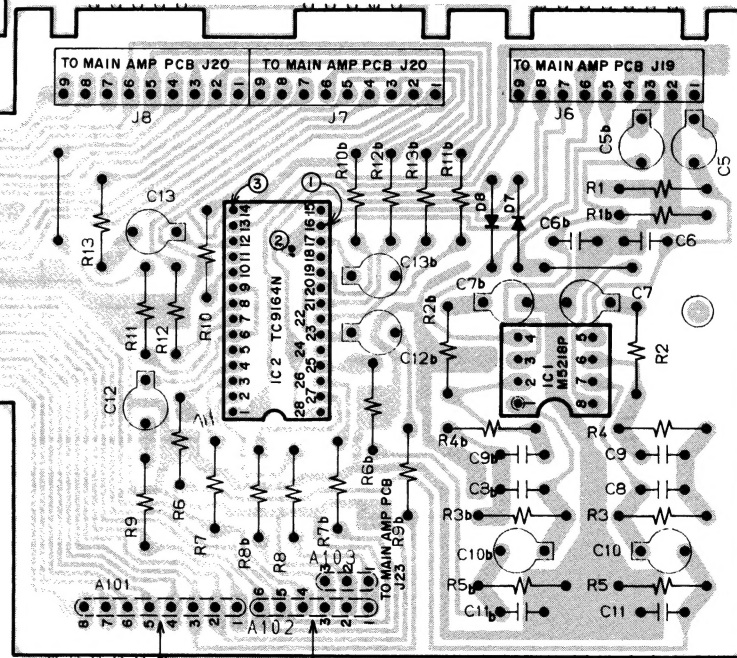 TO MAIN AMP PCB J20
TO MAIN AMP PCB J20
TO MAIN AMP PCB J19
9 8 7 6 5 4 3 2 1
9 8 7 6 5 4 3 2 1
9 8 7 6 5 4 3 2 1
J8
J7
J6
C5b
C5
R10b
R12b
R13b
R11b
R1
R1b
C13
3
1
2
D8
D7
C6b
C6
R13
14 13 12 11 10 9 8 7 6 5 4 3 2 1
IC2 TC9164N
15 16 17 18 19 20 21 22 23 24 25 26 27 28
R10
C13b
C7b
C7
R11
R12
R2b
R2
C12b
4 3 2 1
IC1
M5218P
5 6 7 8
C12
R4b
R4
R6
R6b
C9b
C9
C8b
C8
R9
R7
R8b
R8
R7b
R9b
R3b
R3
TO MAIN AMP PCB
J23
C10b
C10
A103
3 2 1
A101
8 7 6 5 4 3 2 1
A102
6 5 4 3 2 1
R5b
R5
C11b
C11